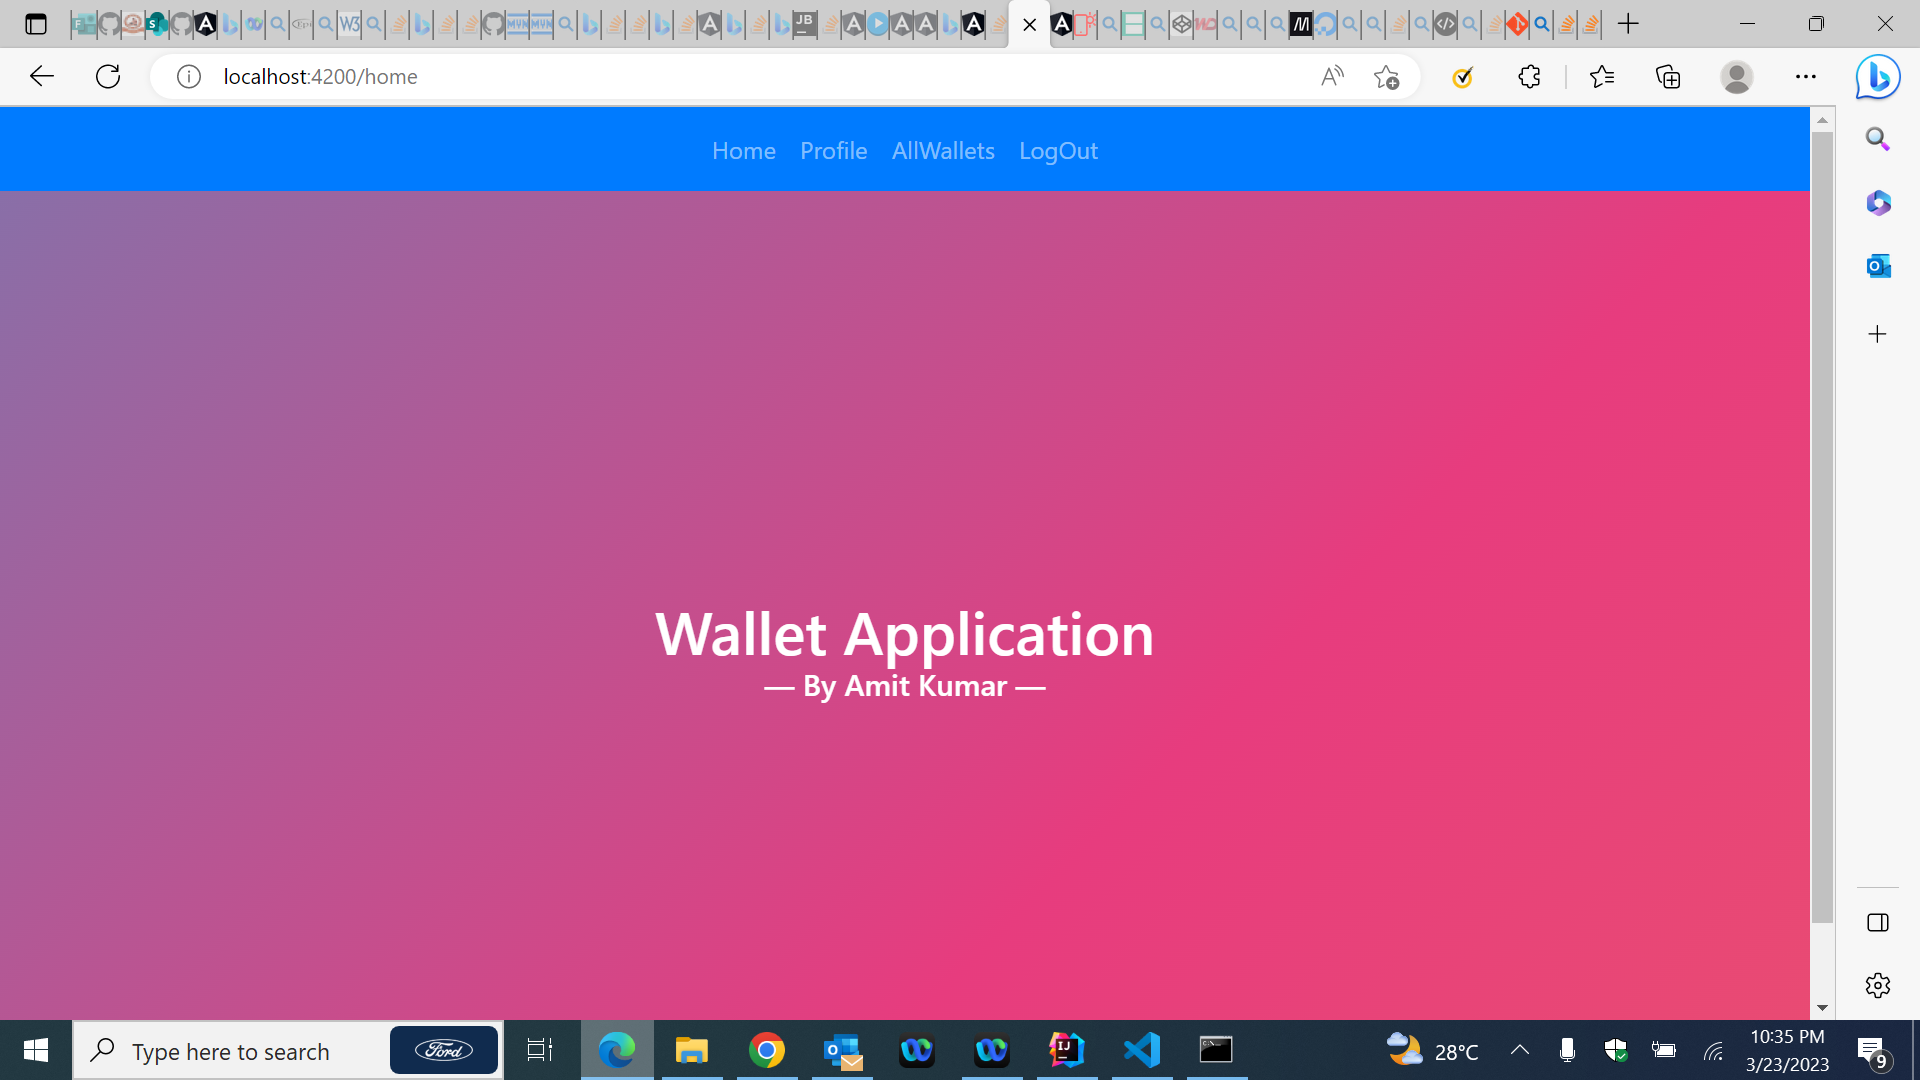 localhost:4200/home
Home Profile AllWallets LogOut
Wallet Application
— By Amit Kumar —
Type here to search
Ford
28°C
10:35 PM
3/23/2023
9